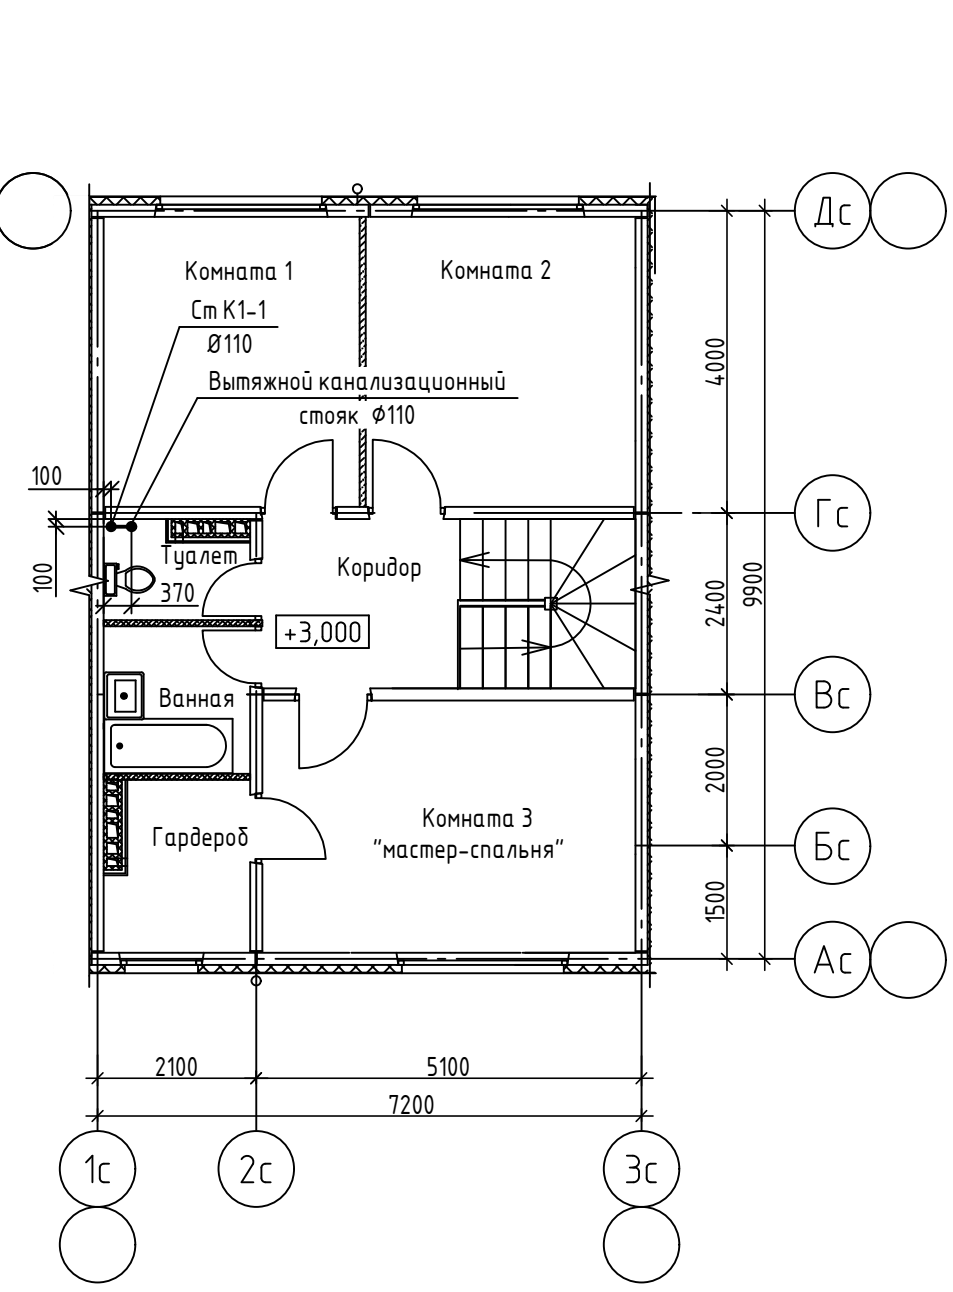 Дс
Комната 1
Комната 2
Ст К1-1
Ø110
Вытяжной канализационный
стояк Ø110
4000
100
Гс
Туалет
Коридор
100
370
2400
9900
+3,000
Ванная
Вс
2000
Комната 3
"мастер-спальня"
Гардероб
Бс
1500
Ас
2100
5100
7200
1с
2с
3с